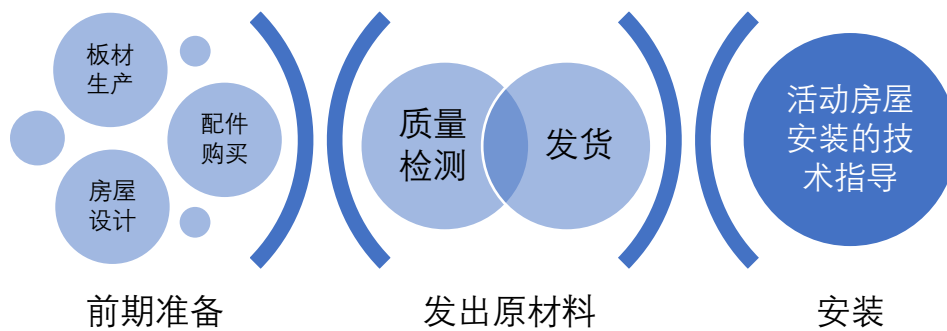 板材
生产
配件
购买
房屋
设计
前期准备
质量
检测
发货
发出原材料
活动房屋
安装的技
术指导
安装